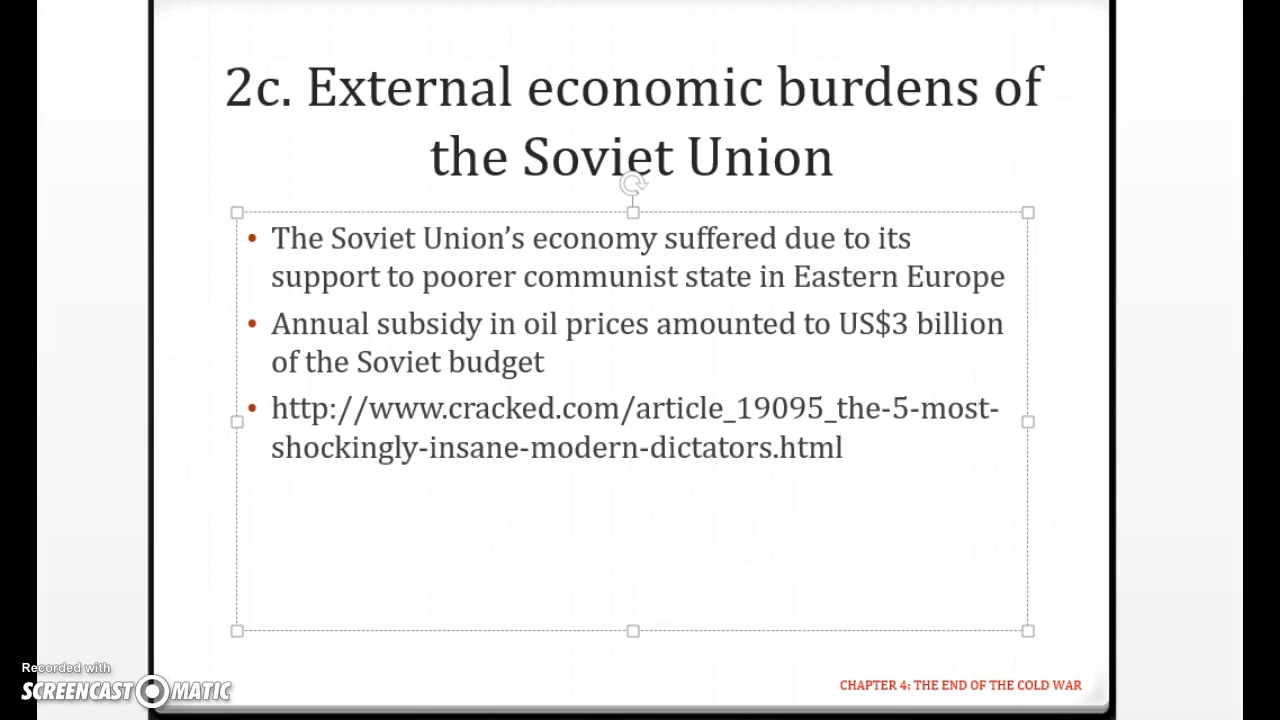 2c. External economic burdens of
the Soviet Union
• The Soviet Union’s economy suffered due to its
support to poorer communist state in Eastern Europe
• Annual subsidy in oil prices amounted to US$3 billion
of the Soviet budget
• http://www.cracked.com/article_19095_the-5-most-
shockingly-insane-modern-dictators.html
CHAPTER 4: THE END OF THE COLD WAR
Recorded with
SCREENCAST MATIC